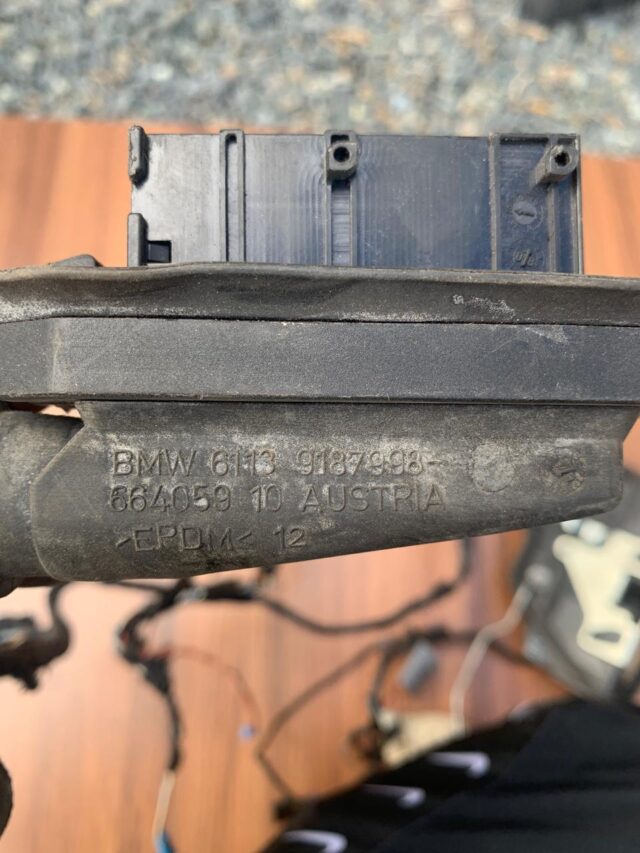 BMW 6113 9187998-
664059 10 AUSTRIA
>EPDM< 12